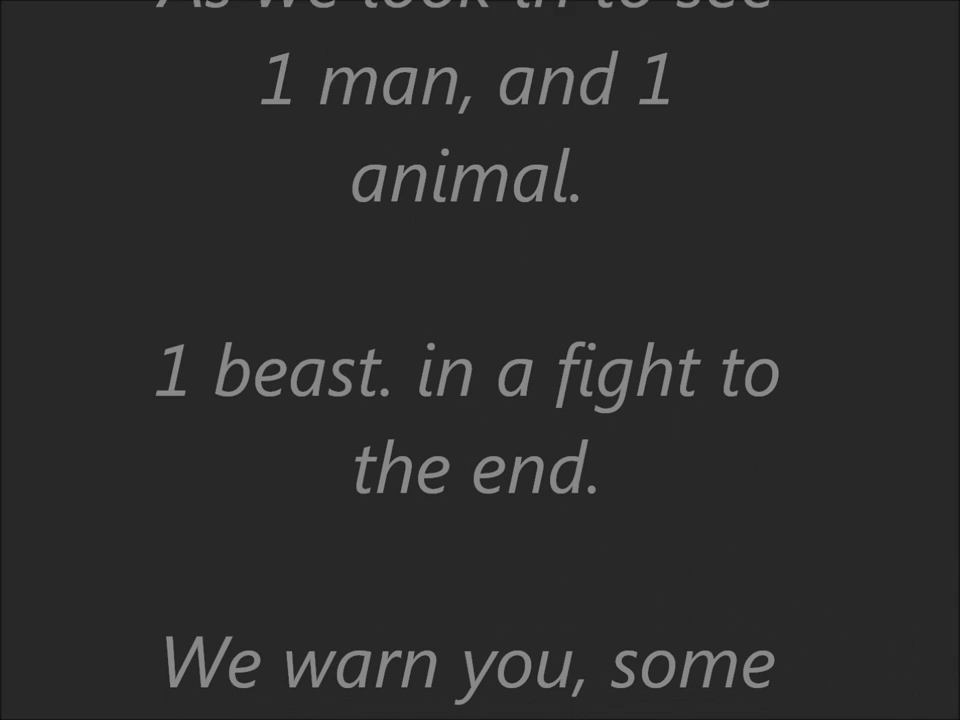 As we look in to see
1 man, and 1
animal.
1 beast. in a fight to
the end.
We warn you, some